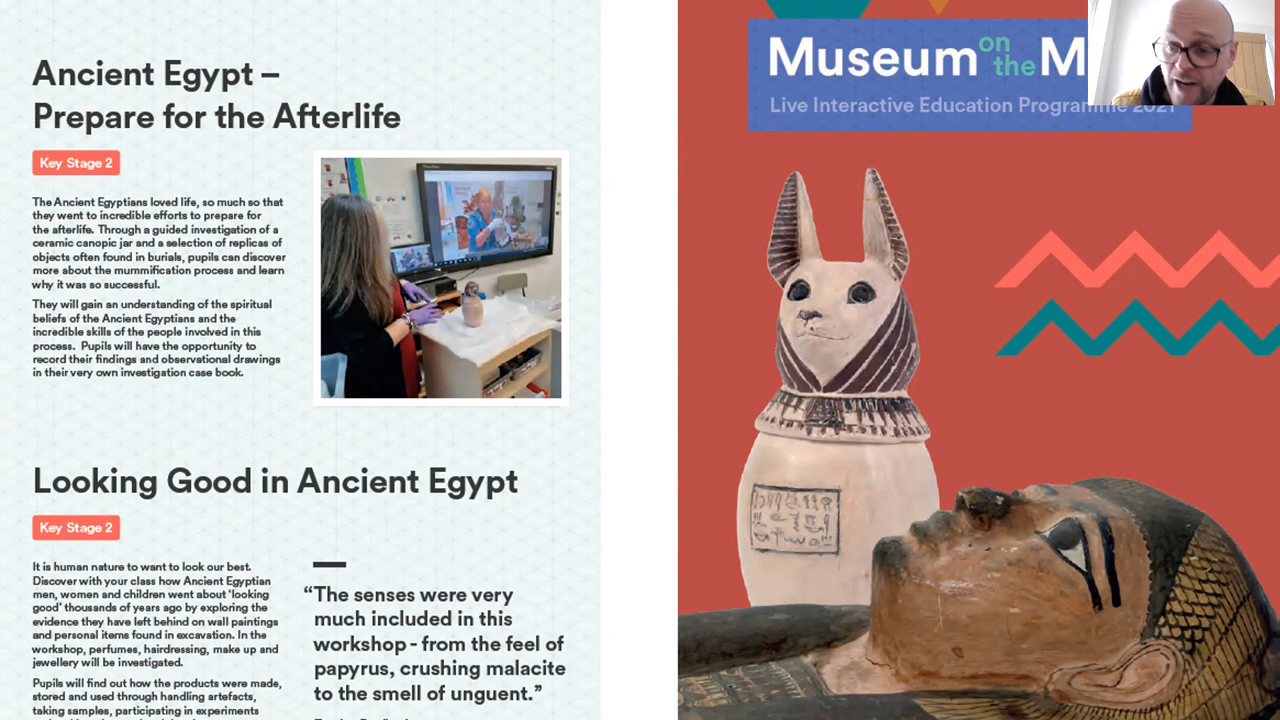 Ancient Egypt –
Prepare for the Afterlife
Key Stage 2
The Ancient Egyptians loved life, so much so that
they went to incredible efforts to prepare for
the afterlife. Through a guided investigation of a
ceramic canopic jar and a selection of replicas of
objects often found in burials, pupils can discover
more about the mummification process and learn
why it was so successful.
They will gain an understanding of the spiritual
beliefs of the Ancient Egyptians and the
incredible skills of the people involved in this
process. Pupils will have the opportunity to
record their findings and observational drawings
in their very own investigation case book.
Looking Good in Ancient Egypt
Key Stage 2
It is human nature to want to look our best.
Discover with your class how Ancient Egyptian
men, women and children went about ‘looking
good’ thousands of years ago by exploring the
evidence they have left behind on wall paintings
and personal items found in excavation. In the
workshop, perfumes, hairdressing, make up and
jewellery will be investigated.
Pupils will find out how the products were made,
stored and used through handling artefacts,
taking samples, participating in experiments
“The senses were very
much included in this
workshop - from the feel of
papyrus, crushing malacite
to the smell of unguent.”
Museum on the M
Live Interactive Education Programme 2021